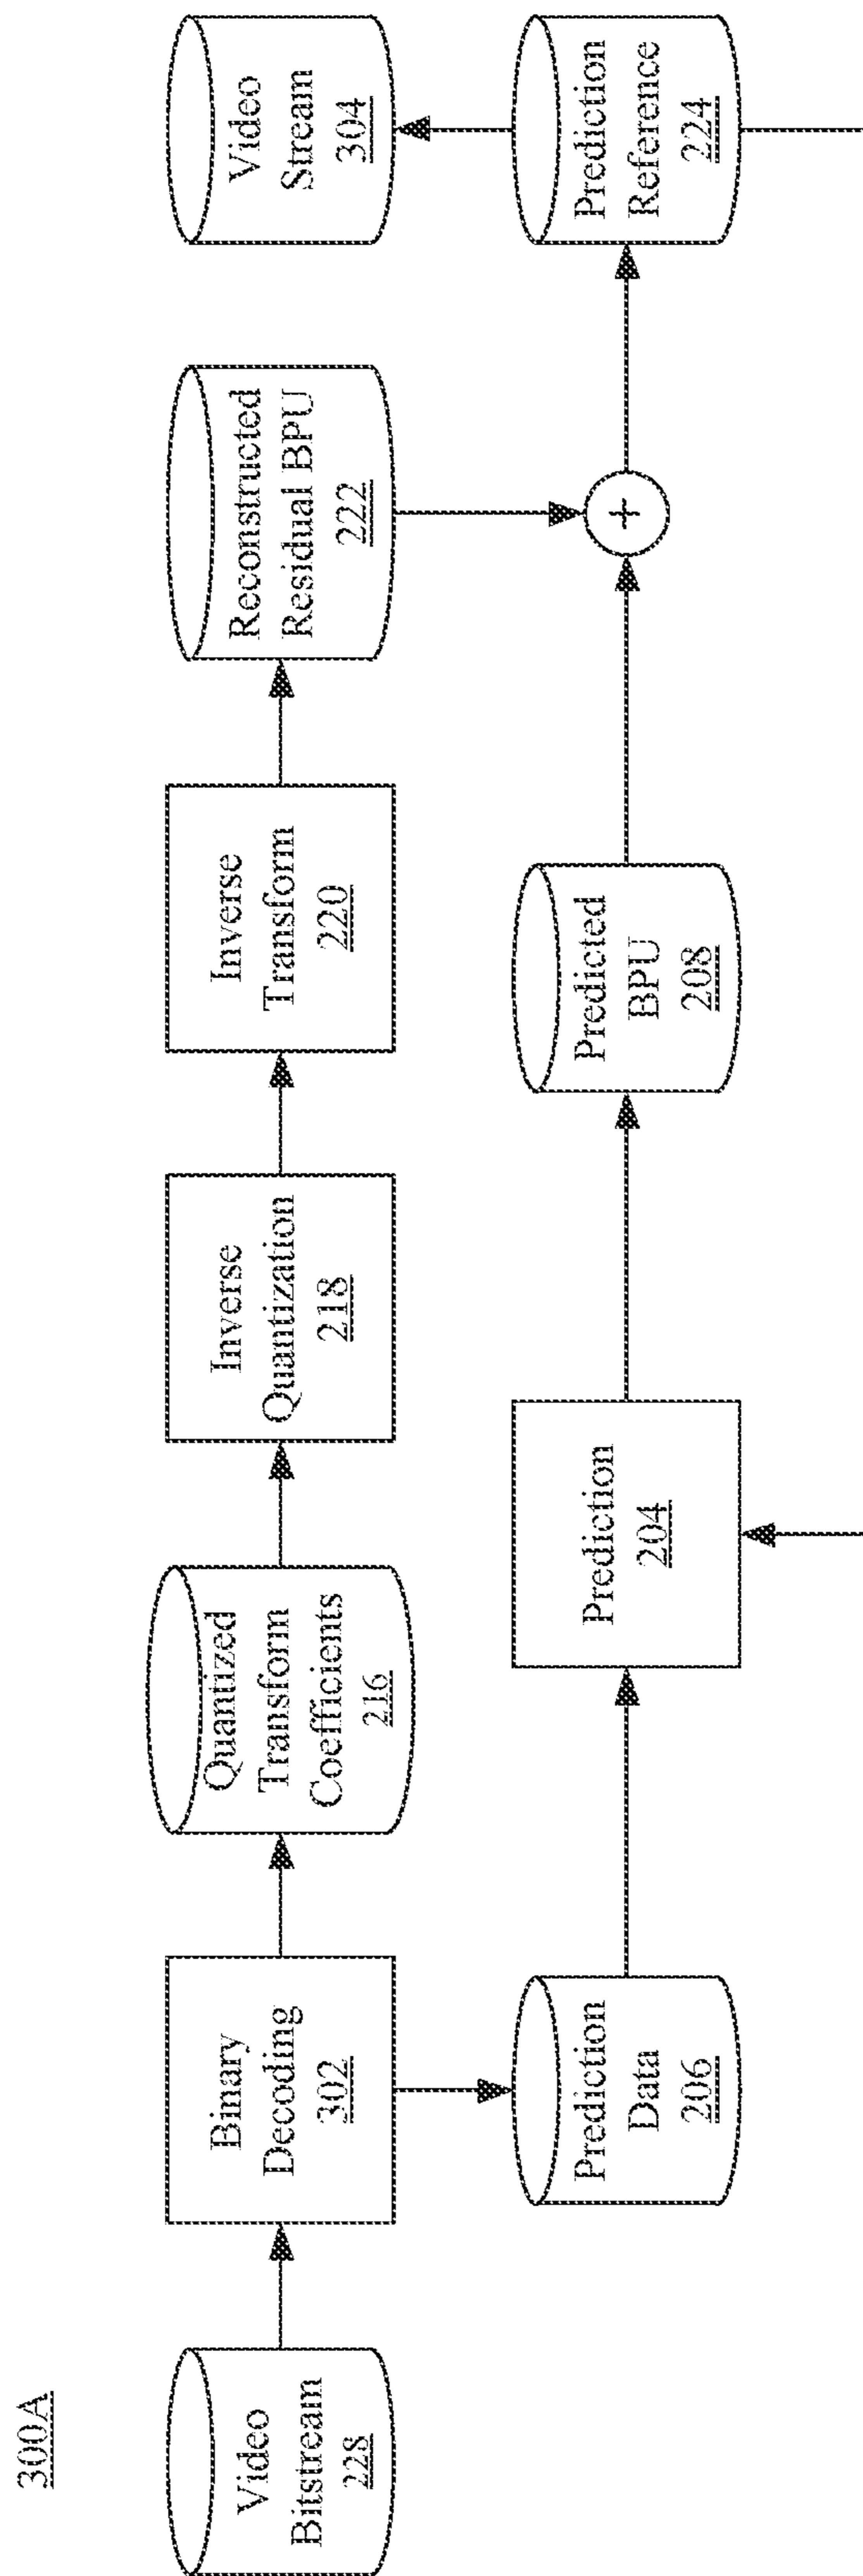 300A
Video
Bitstream
228
Binary
Decoding
302
Quantized
Transform
Coefficients
216
Inverse
Quantization
218
Inverse
Transform
220
Reconstructed
Residual BPU
222
Video
Stream
304
Prediction
Data
206
Prediction
204
Predicted
BPU
208
+
Prediction
Reference
224